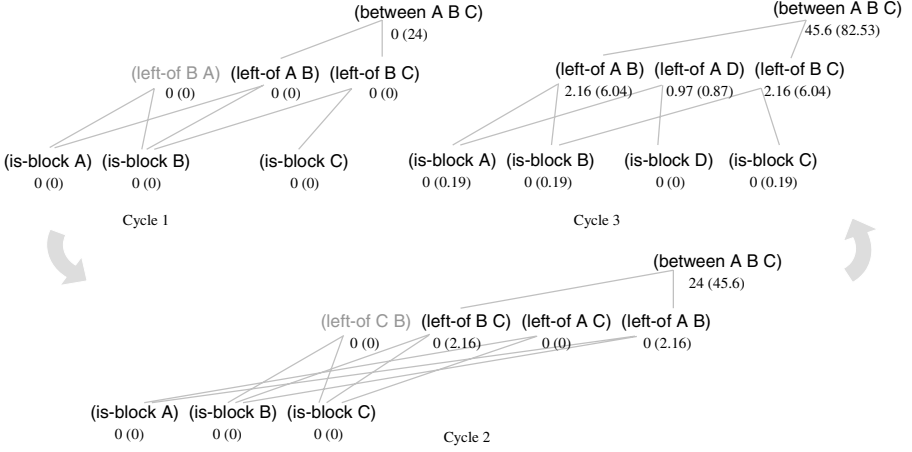 (between A B C)
0 (24)
(left-of B A) (left-of A B) (left-of B C)
0 (0) 0 (0) 0 (0)
(is-block A) (is-block B) (is-block C)
0 (0) 0 (0) 0 (0)
Cycle 1
(between A B C)
45.6 (82.53)
(left-of A B) (left-of A D) (left-of B C)
2.16 (6.04) 0.97 (0.87) 2.16 (6.04)
(is-block A) (is-block B) (is-block D) (is-block C)
0 (0.19) 0 (0.19) 0 (0) 0 (0.19)
Cycle 3
(between A B C)
24 (45.6)
(left-of C B) (left-of B C) (left-of A C) (left-of A B)
0 (0) 0 (2.16) 0 (0) 0 (2.16)
(is-block A) (is-block B) (is-block C)
0 (0) 0 (0) 0 (0)
Cycle 2